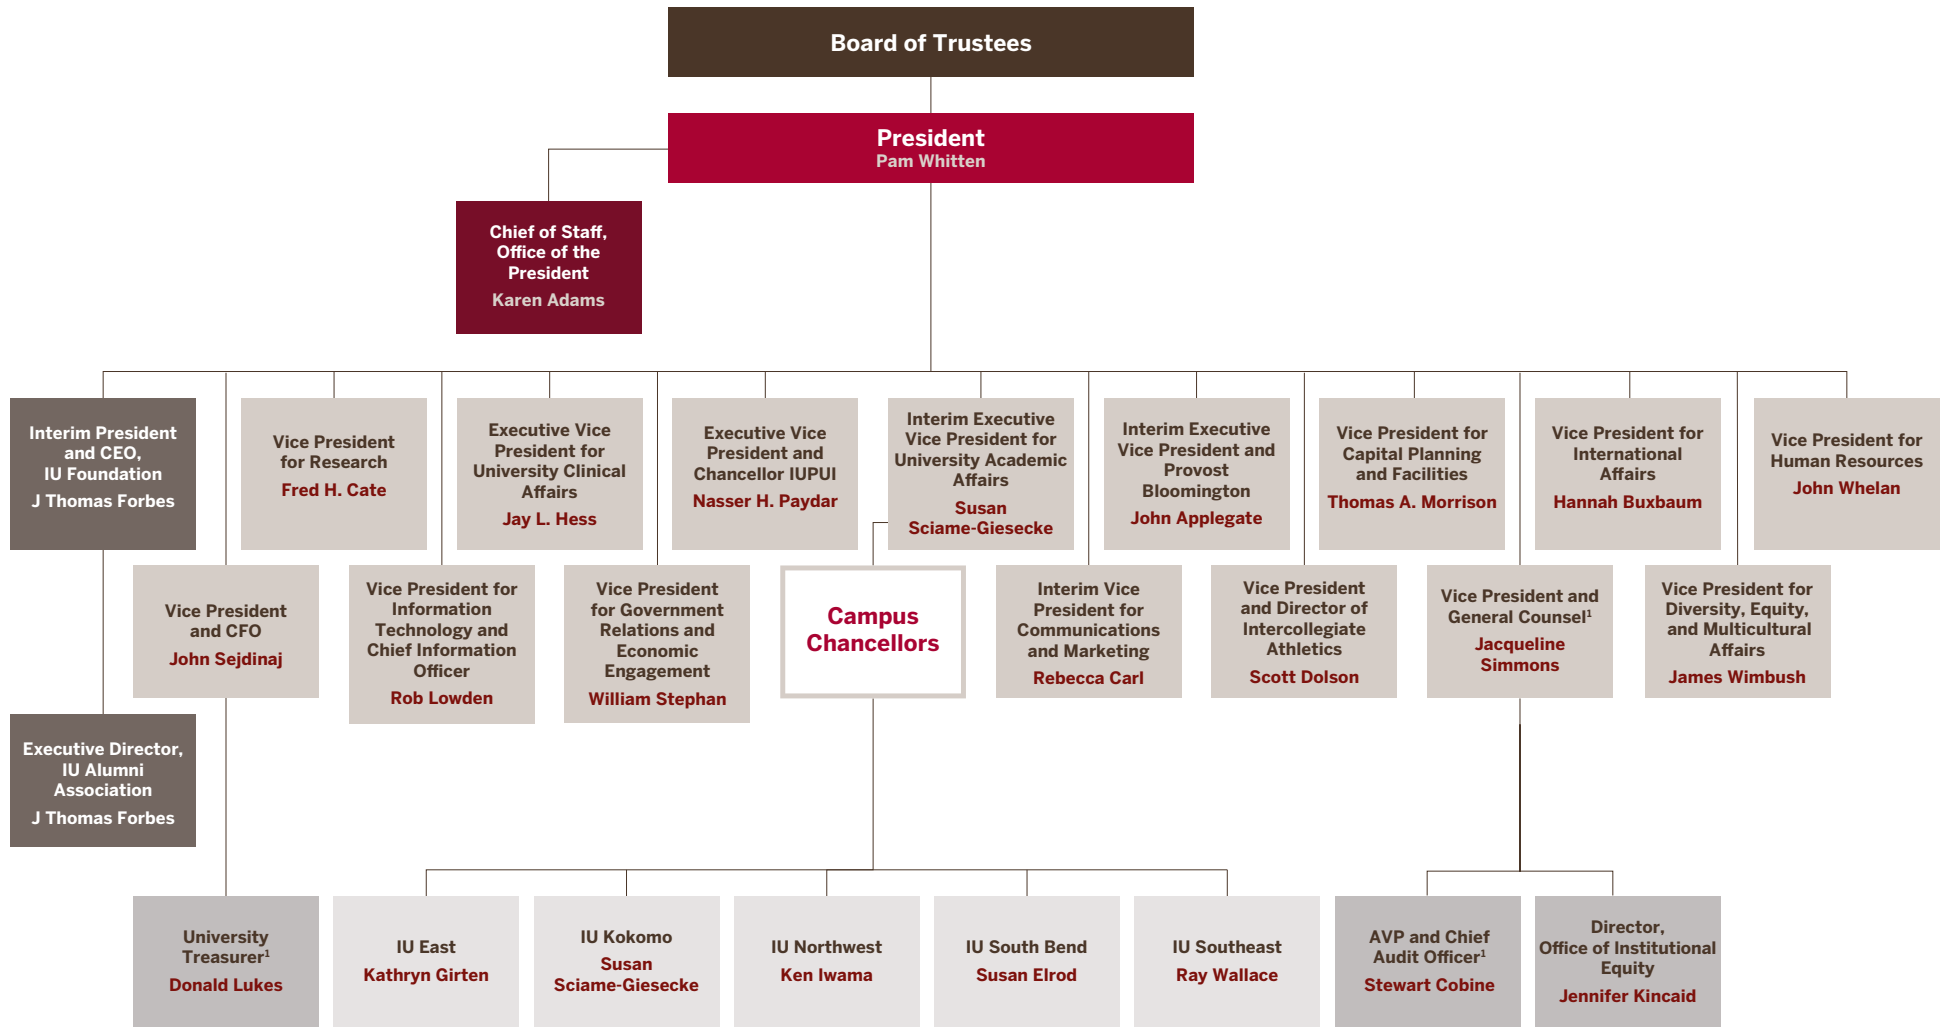 Board of Trustees
President
Pam Whitten
Chief of Staff,
Office of the
President
Karen Adams
Interim President
and CEO,
IU Foundation
J Thomas Forbes
Vice President
for Research
Fred H. Cate
Executive Vice
President for
University Clinical
Affairs
Jay L. Hess
Executive Vice
President and
Chancellor IUPUI
Nasser H. Paydar
Interim Executive
Vice President for
University Academic
Affairs
Susan
Sciame-Giesecke
Interim Executive
Vice President and
Provost
Bloomington
John Applegate
Vice President for
Capital Planning
and Facilities
Thomas A. Morrison
Vice President for
International
Affairs
Hannah Buxbaum
Vice President for
Human Resources
John Whelan
Vice President
and CFO
John Sejdinaj
Vice President for
Information
Technology and
Chief Information
Officer
Rob Lowden
Vice President
for Government
Relations and
Economic
Engagement
William Stephan
Campus
Chancellors
Interim Vice
President for
Communications
and Marketing
Rebecca Carl
Vice President
and Director of
Intercollegiate
Athletics
Scott Dolson
Vice President and
General Counsel¹
Jacqueline
Simmons
Vice President for
Diversity, Equity,
and Multicultural
Affairs
James Wimbush
Executive Director,
IU Alumni
Association
J Thomas Forbes
University
Treasurer¹
Donald Lukes
IU East
Kathryn Girten
IU Kokomo
Susan
Sciame-Giesecke
IU Northwest
Ken Iwama
IU South Bend
Susan Elrod
IU Southeast
Ray Wallace
AVP and Chief
Audit Officer¹
Stewart Cobine
Director,
Office of Institutional
Equity
Jennifer Kincaid